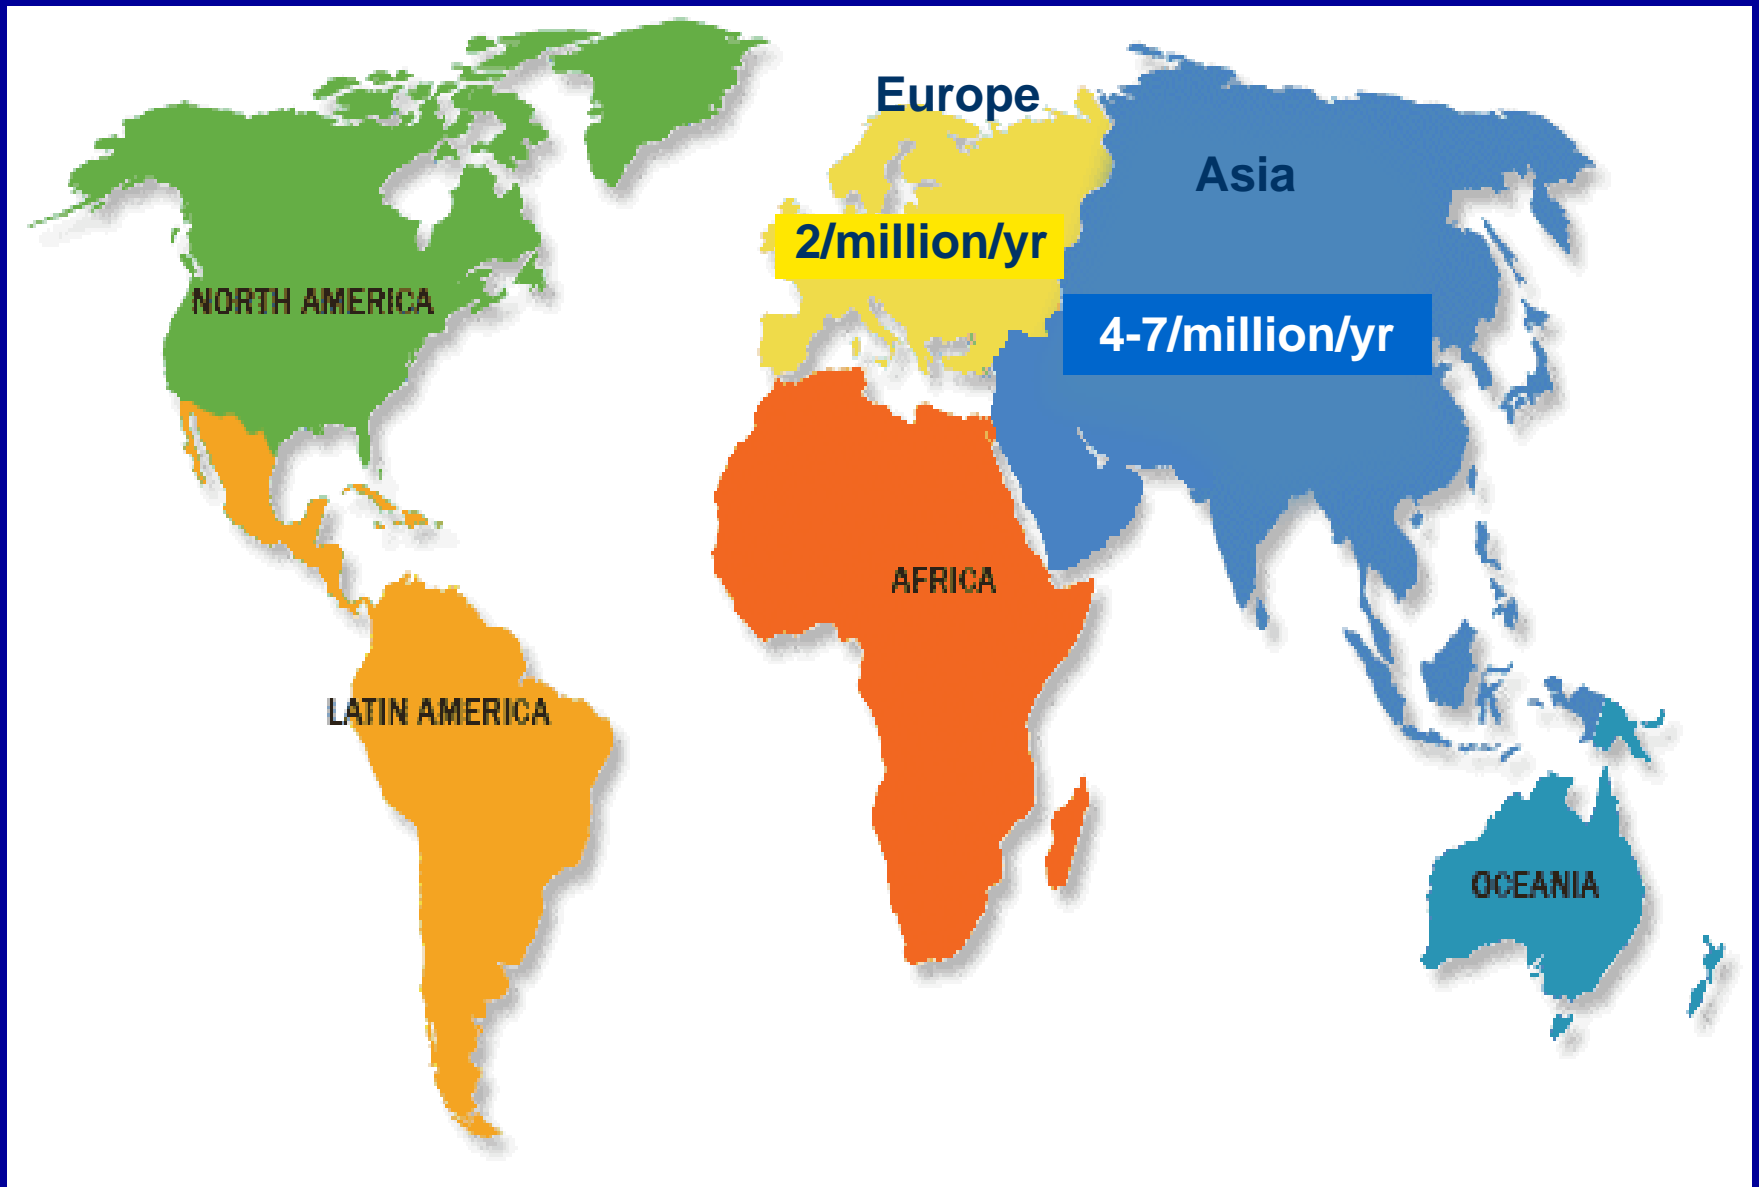 Europe
Asia
2/million/yr
NORTH AMERICA
4-7/million/yr
AFRICA
LATIN AMERICA
OCEANIA